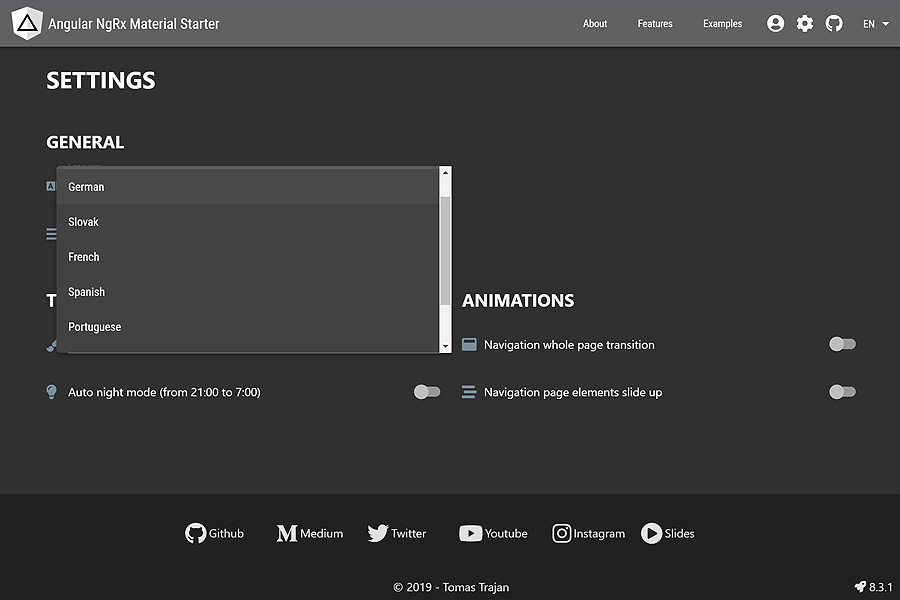 Angular NgRx Material Starter
About Features Examples EN
SETTINGS
GENERAL
German
Slovak
French
Spanish
Portuguese
T
ANIMATIONS
Navigation whole page transition
Auto night mode (from 21:00 to 7:00)
Navigation page elements slide up
Github Medium Twitter Youtube Instagram Slides
© 2019 - Tomas Trajan
8.3.1